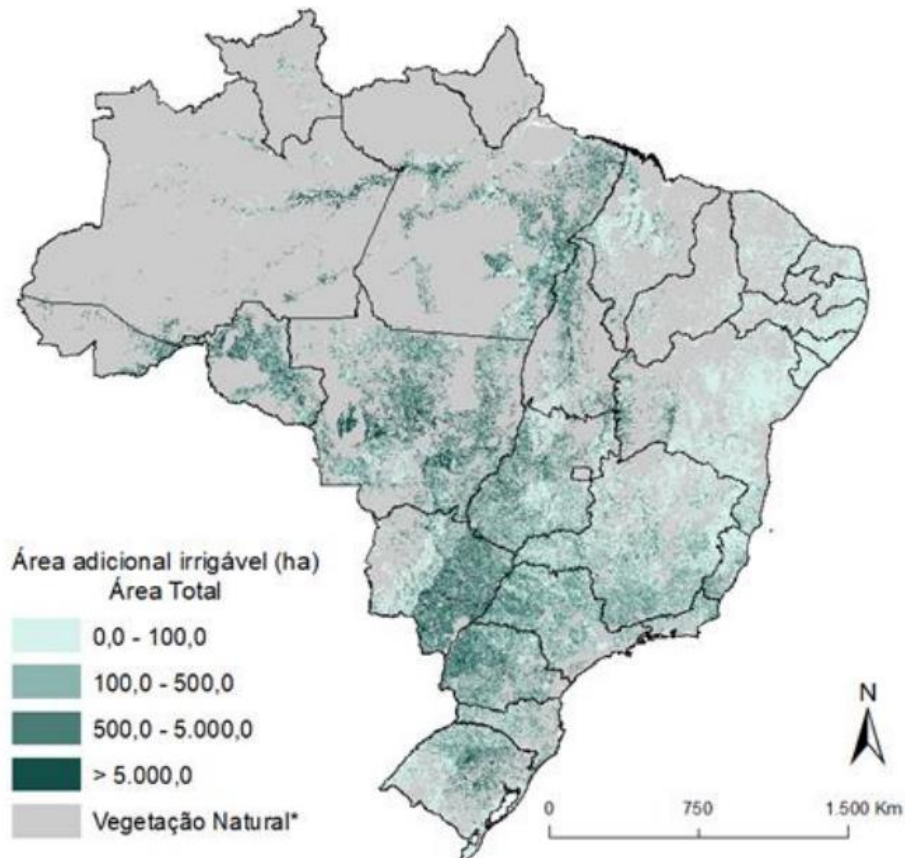 Área adicional irrigável (ha)
Área Total
0,0 - 100,0
100,0 - 500,0
500,0 - 5.000,0
> 5.000,0
Vegetação Natural*
N
0 750 1.500 Km